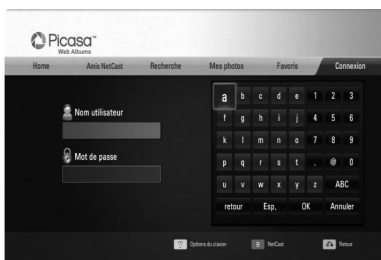 Picasa™
Web Albums
Home Amis NetCast Recherche Mes photos Favoris Connexion
Nom utilisateur
Mot de passe
a b c d e 1 2 3
f g h i j 4 5 6
k l m n o 7 8 9
p q r s t . @ 0
u v w x y z ABC
retour Esp. OK Annuler
Options du clavier NetCast Retour